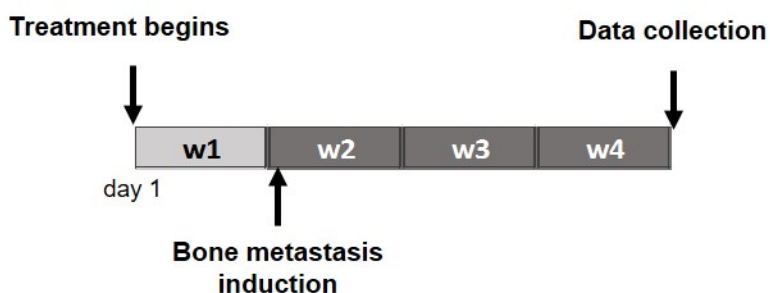 Treatment begins
Data collection
w1 w2 w3 w4
day 1
Bone metastasis
induction